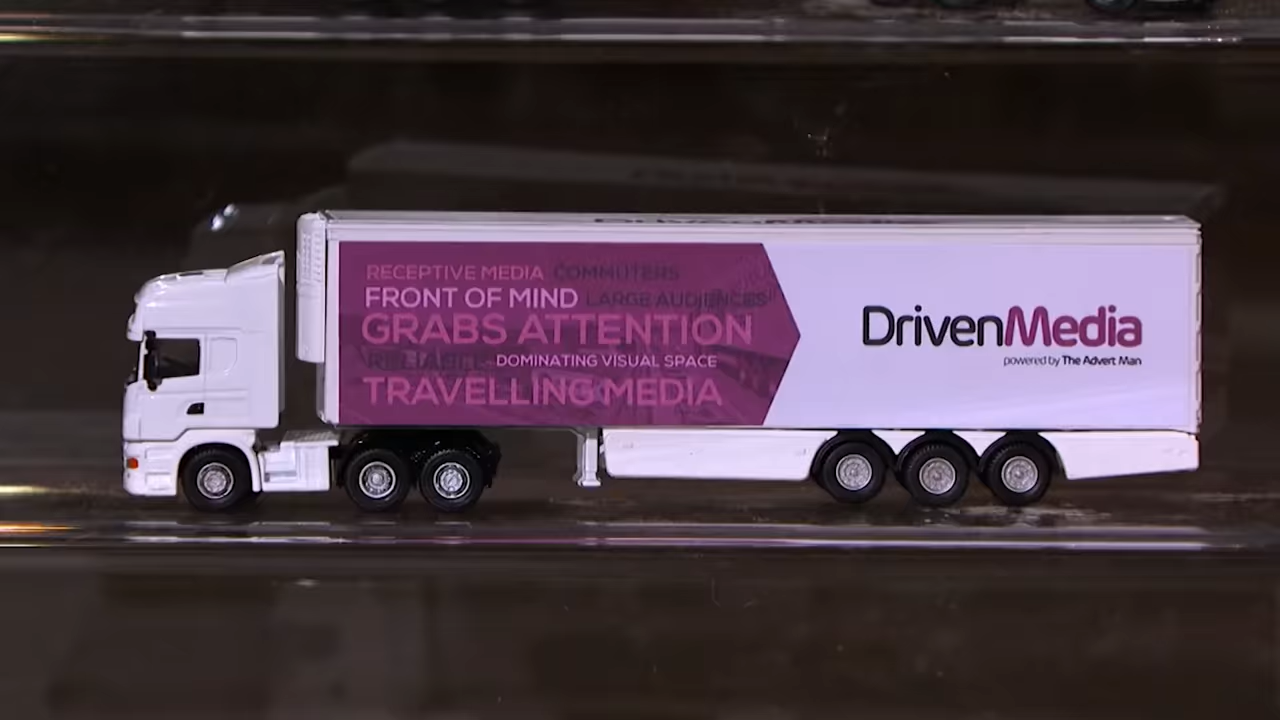 RECEPTIVE MEDIA COMMUTERS
FRONT OF MIND LARGE AUDIENCES
GRABS ATTENTION
RELIABLE DOMINATING VISUAL SPACE
TRAVELLING MEDIA
DrivenMedia
powered by The Advert Man